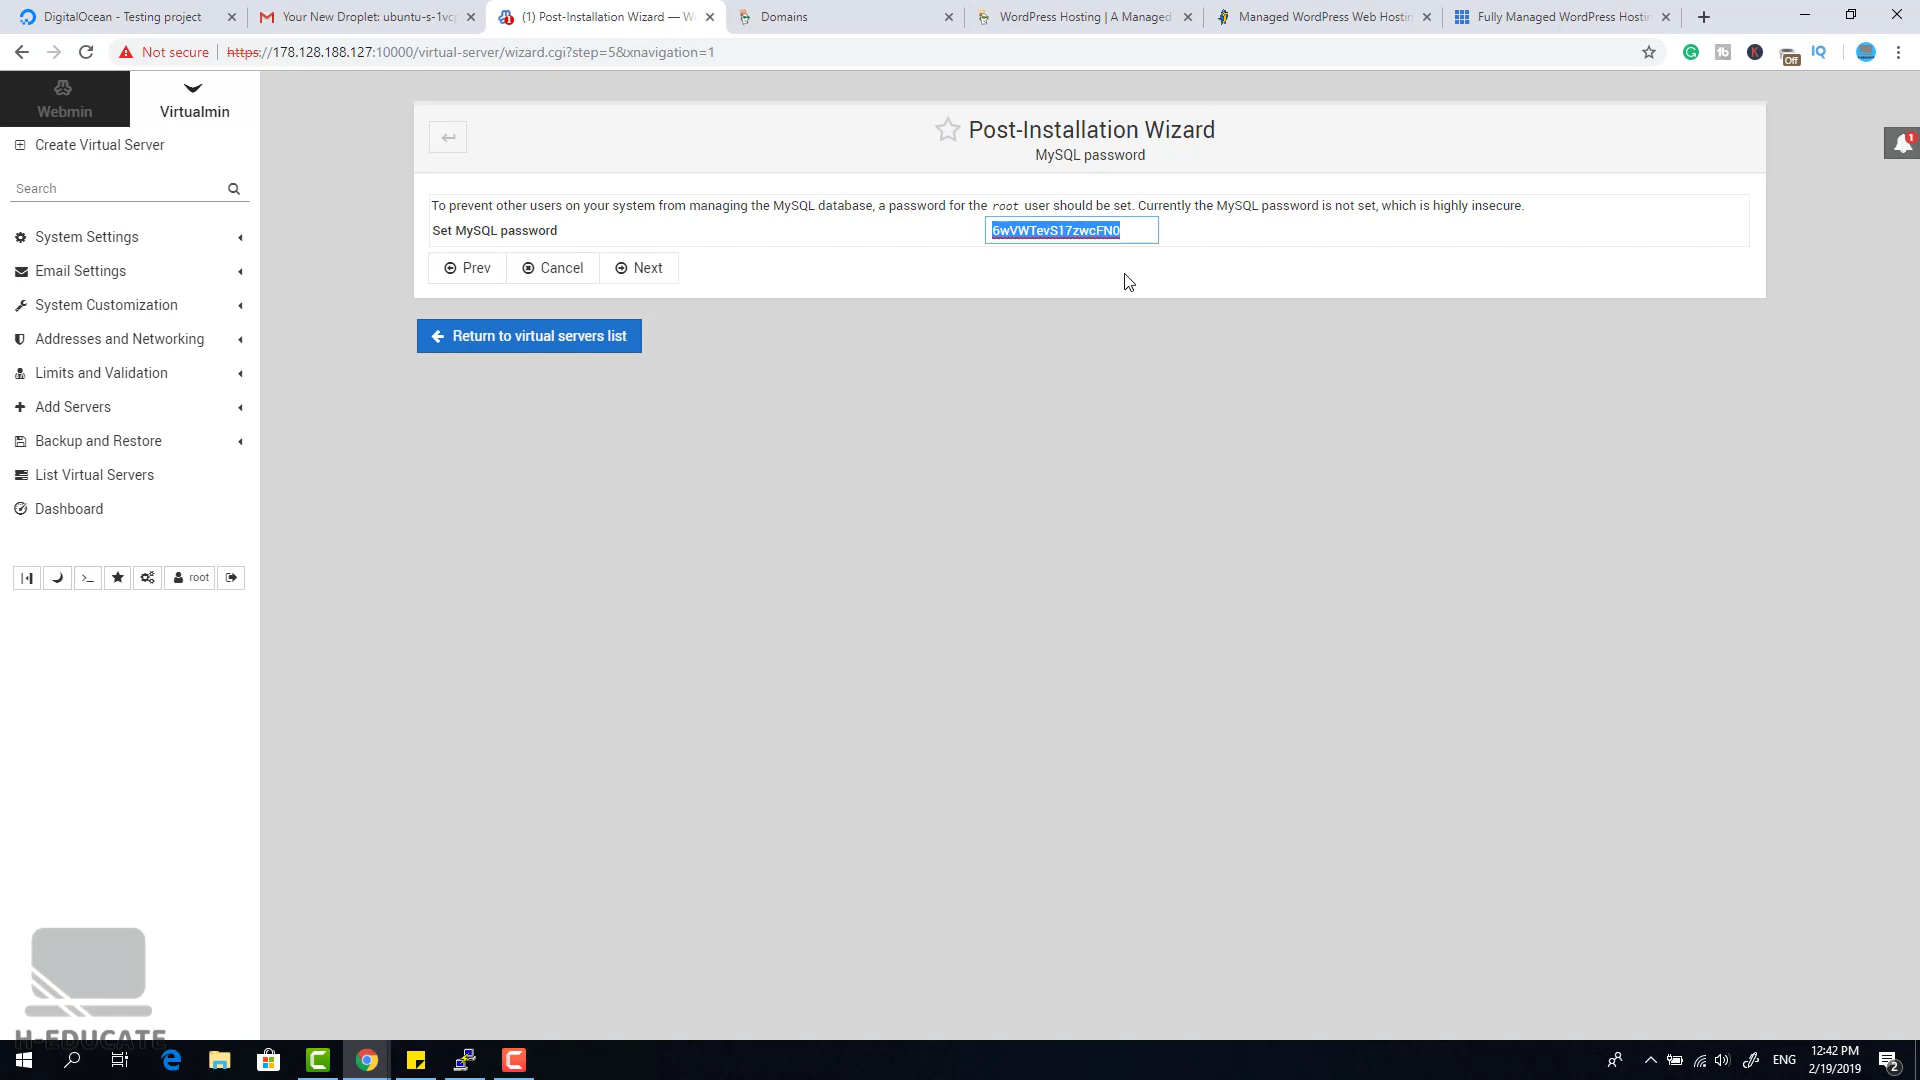 DigitalOcean - Testing project
Your New Droplet: ubuntu-s-1vcp
(1) Post-Installation Wizard — W
Domains
WordPress Hosting | A Managed
Managed WordPress Web Hostin
Fully Managed WordPress Hostin
Not secure
https://178.128.188.127:10000/virtual-server/wizard.cgi?step=5&xnavigation=1
Off
IQ
Webmin
Virtualmin
Create Virtual Server
Search
System Settings
Email Settings
System Customization
Addresses and Networking
Limits and Validation
Add Servers
Backup and Restore
List Virtual Servers
Dashboard
root
Post-Installation Wizard
MySQL password
1
To prevent other users on your system from managing the MySQL database, a password for the root user should be set. Currently the MySQL password is not set, which is highly insecure.
Set MySQL password
6wVWTevS17zwcFN0
Prev
Cancel
Next
Return to virtual servers list
H-EDUCATE
ENG
12:42 PM
2/19/2019
2